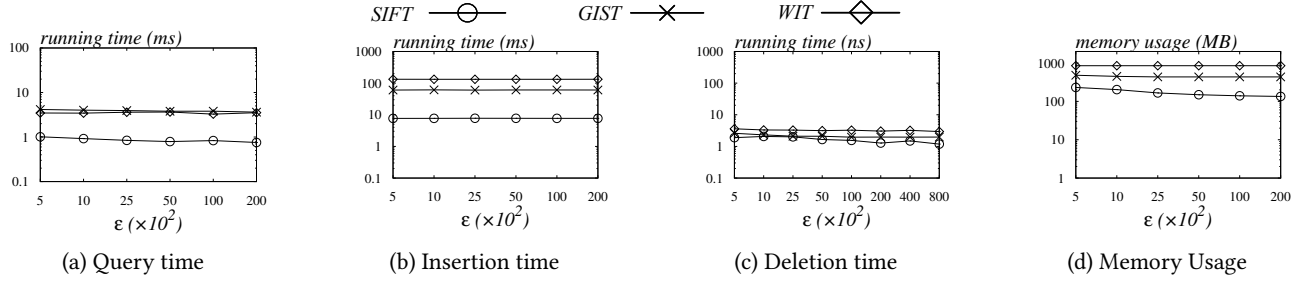 SIFT GIST WIT
running time (ms)
100
10
1
0.1
5 10 25 50 100 200
ε (×10²)
(a) Query time
running time (ms)
1000
100
10
1
0.1
5 10 25 50 100 200
ε (×10²)
(b) Insertion time
running time (ns)
1000
100
10
1
0.1
5 10 25 50 100 200 400 800
ε (×10²)
(c) Deletion time
memory usage (MB)
1000
100
10
1
5 10 25 50 100 200
ε (×10²)
(d) Memory Usage